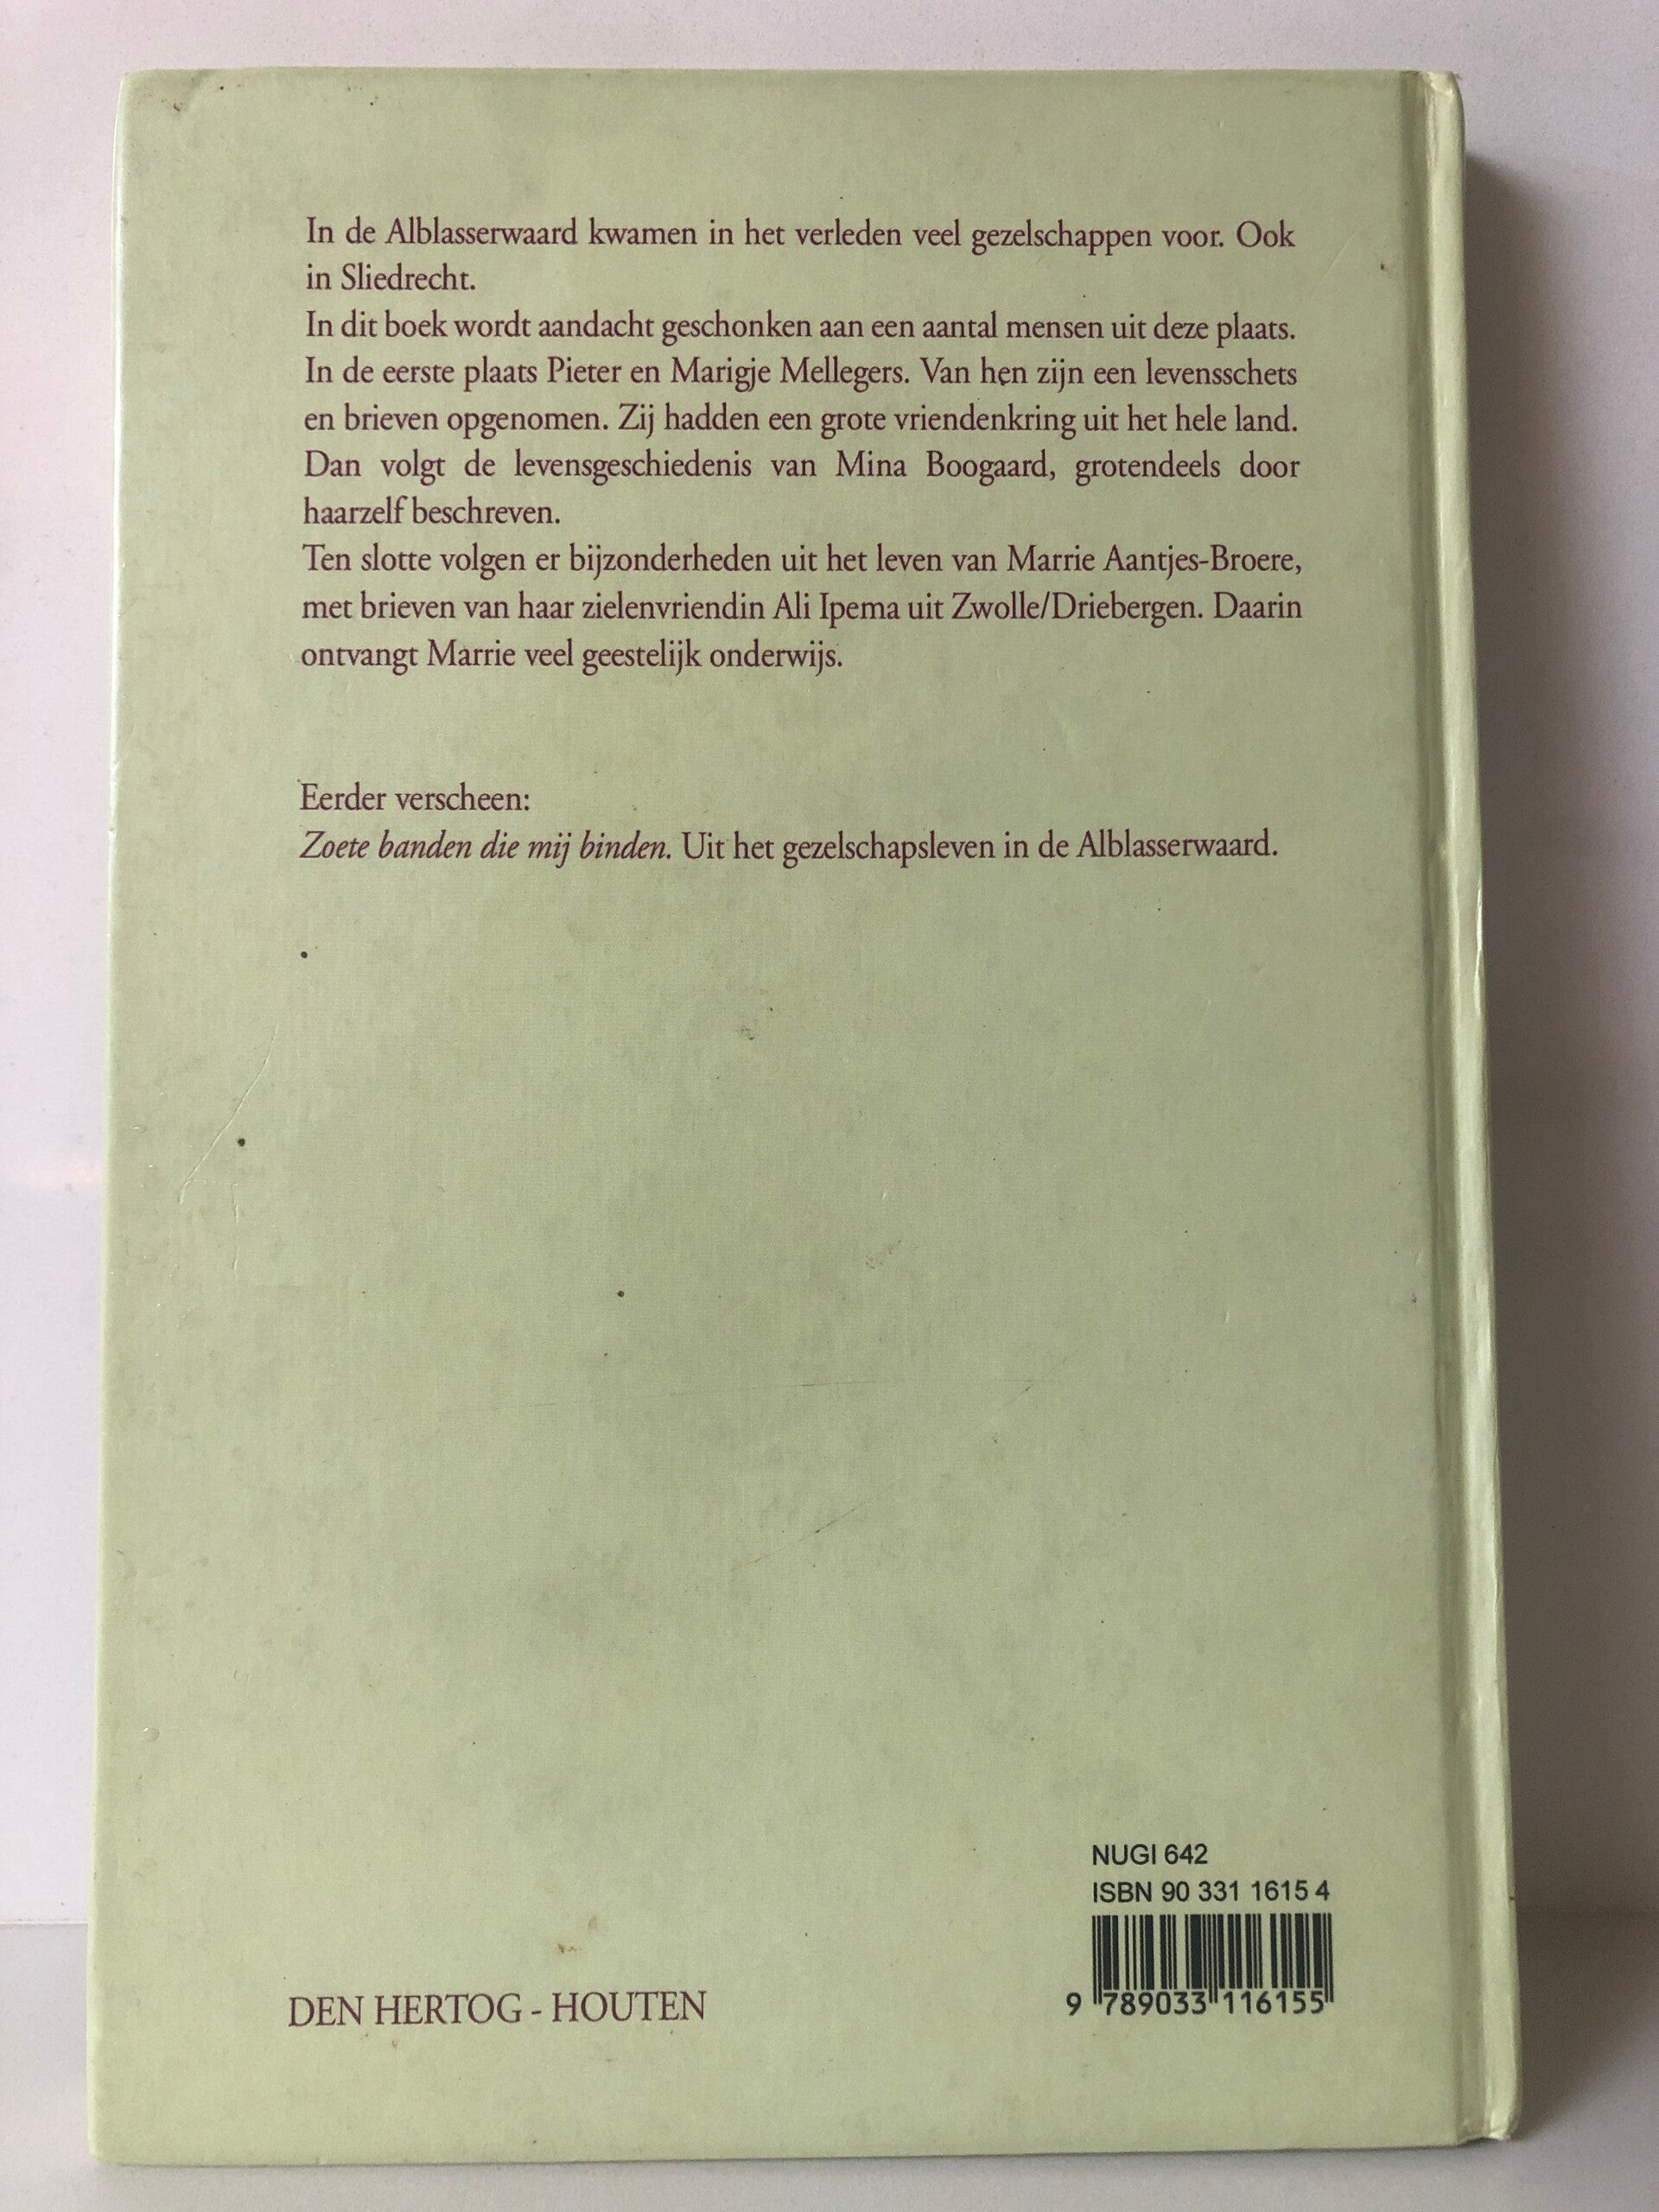 In de Alblasserwaard kwamen in het verleden veel gezelschappen voor. Ook
in Sliedrecht.
In dit boek wordt aandacht geschonken aan een aantal mensen uit deze plaats.
In de eerste plaats Pieter en Marigje Mellegers. Van hen zijn een levensschets
en brieven opgenomen. Zij hadden een grote vriendenkring uit het hele land.
Dan volgt de levensgeschiedenis van Mina Boogaard, grotendeels door
haarzelf beschreven.
Ten slotte volgen er bijzonderheden uit het leven van Marrie Aantjes-Broere,
met brieven van haar zielenvriendin Ali Ipema uit Zwolle/Driebergen. Daarin
ontvangt Marrie veel geestelijk onderwijs.
Eerder verscheen:
Zoete banden die mij binden. Uit het gezelschapsleven in de Alblasserwaard.
NUGI 642
ISBN 90 331 1615 4
9 789033 116155
DEN HERTOG - HOUTEN